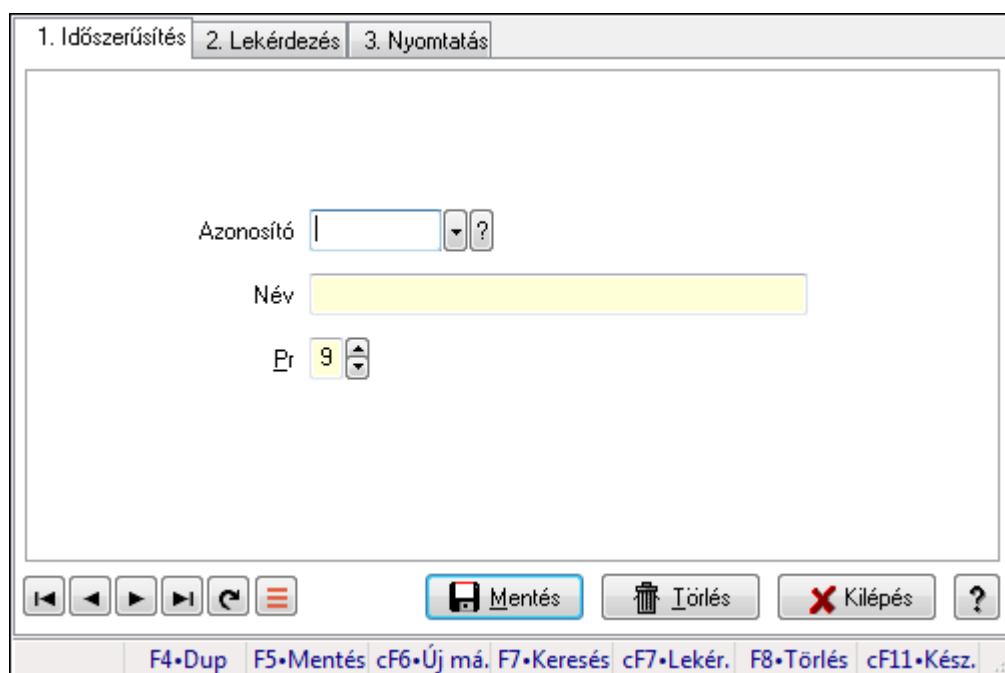 1. Időszerűsítés 2. Lekérdezés 3. Nyomtatás
Azonosító ?
Név
Pr 9
Mentés Törlés Kilépés ?
F4•Dup F5•Mentés cF6•Új má. F7•Keresés cF7•Lekér. F8•Törlés cF11•Kész.